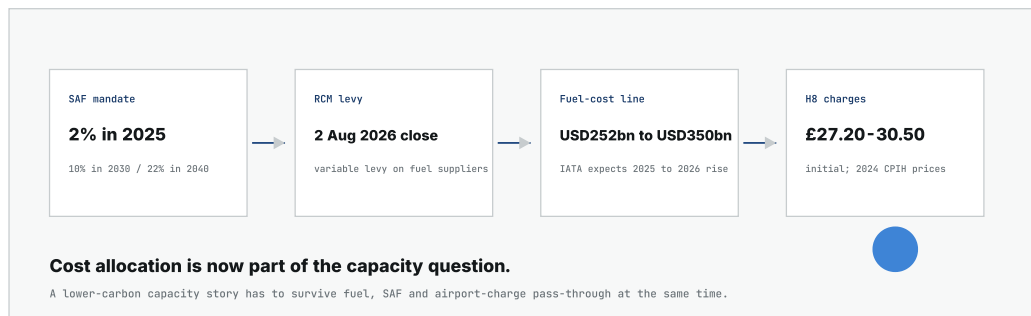 SAF mandate
2% in 2025
10% in 2030 / 22% in 2040
RCM levy
2 Aug 2026 close
variable levy on fuel suppliers
Fuel-cost line
USD252bn to USD350bn
IATA expects 2025 to 2026 rise
H8 charges
£27.20-30.50
initial; 2024 CPIH prices
Cost allocation is now part of the capacity question.
A lower-carbon capacity story has to survive fuel, SAF and airport-charge pass-through at the same time.